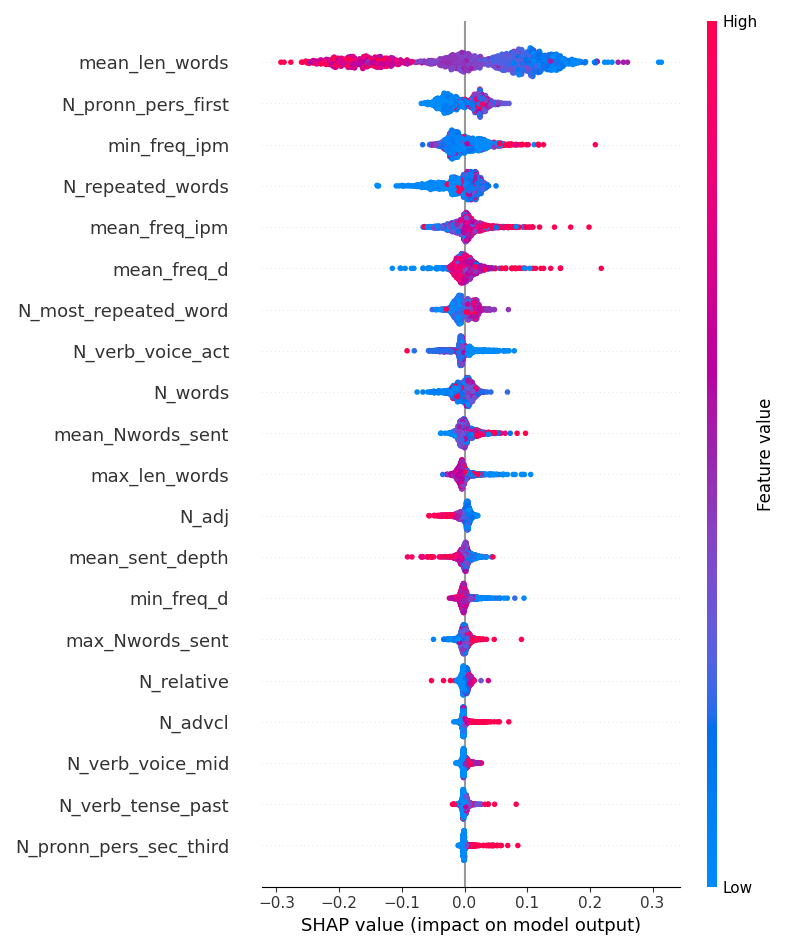 High
mean_len_words
N_pronn_pers_first
min_freq_ipm
N_repeated_words
mean_freq_ipm
mean_freq_d
N_most_repeated_word
N_verb_voice_act
N_words
mean_Nwords_sent
max_len_words
N_adj
mean_sent_depth
min_freq_d
max_Nwords_sent
N_relative
N_advcl
N_verb_voice_mid
N_verb_tense_past
N_pronn_pers_sec_third
Feature value
Low
−0.3 −0.2 −0.1 0.0 0.1 0.2 0.3
SHAP value (impact on model output)